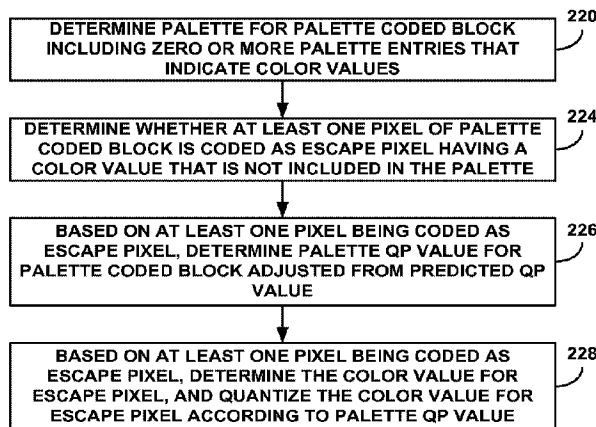 DETERMINE PALETTE FOR PALETTE CODED BLOCK
INCLUDING ZERO OR MORE PALETTE ENTRIES THAT
INDICATE COLOR VALUES
220
DETERMINE WHETHER AT LEAST ONE PIXEL OF PALETTE
CODED BLOCK IS CODED AS ESCAPE PIXEL HAVING A
COLOR VALUE THAT IS NOT INCLUDED IN THE PALETTE
224
BASED ON AT LEAST ONE PIXEL BEING CODED AS
ESCAPE PIXEL, DETERMINE PALETTE QP VALUE FOR
PALETTE CODED BLOCK ADJUSTED FROM PREDICTED QP
VALUE
226
BASED ON AT LEAST ONE PIXEL BEING CODED AS
ESCAPE PIXEL, DETERMINE THE COLOR VALUE FOR
ESCAPE PIXEL, AND QUANTIZE THE COLOR VALUE FOR
ESCAPE PIXEL ACCORDING TO PALETTE QP VALUE
228